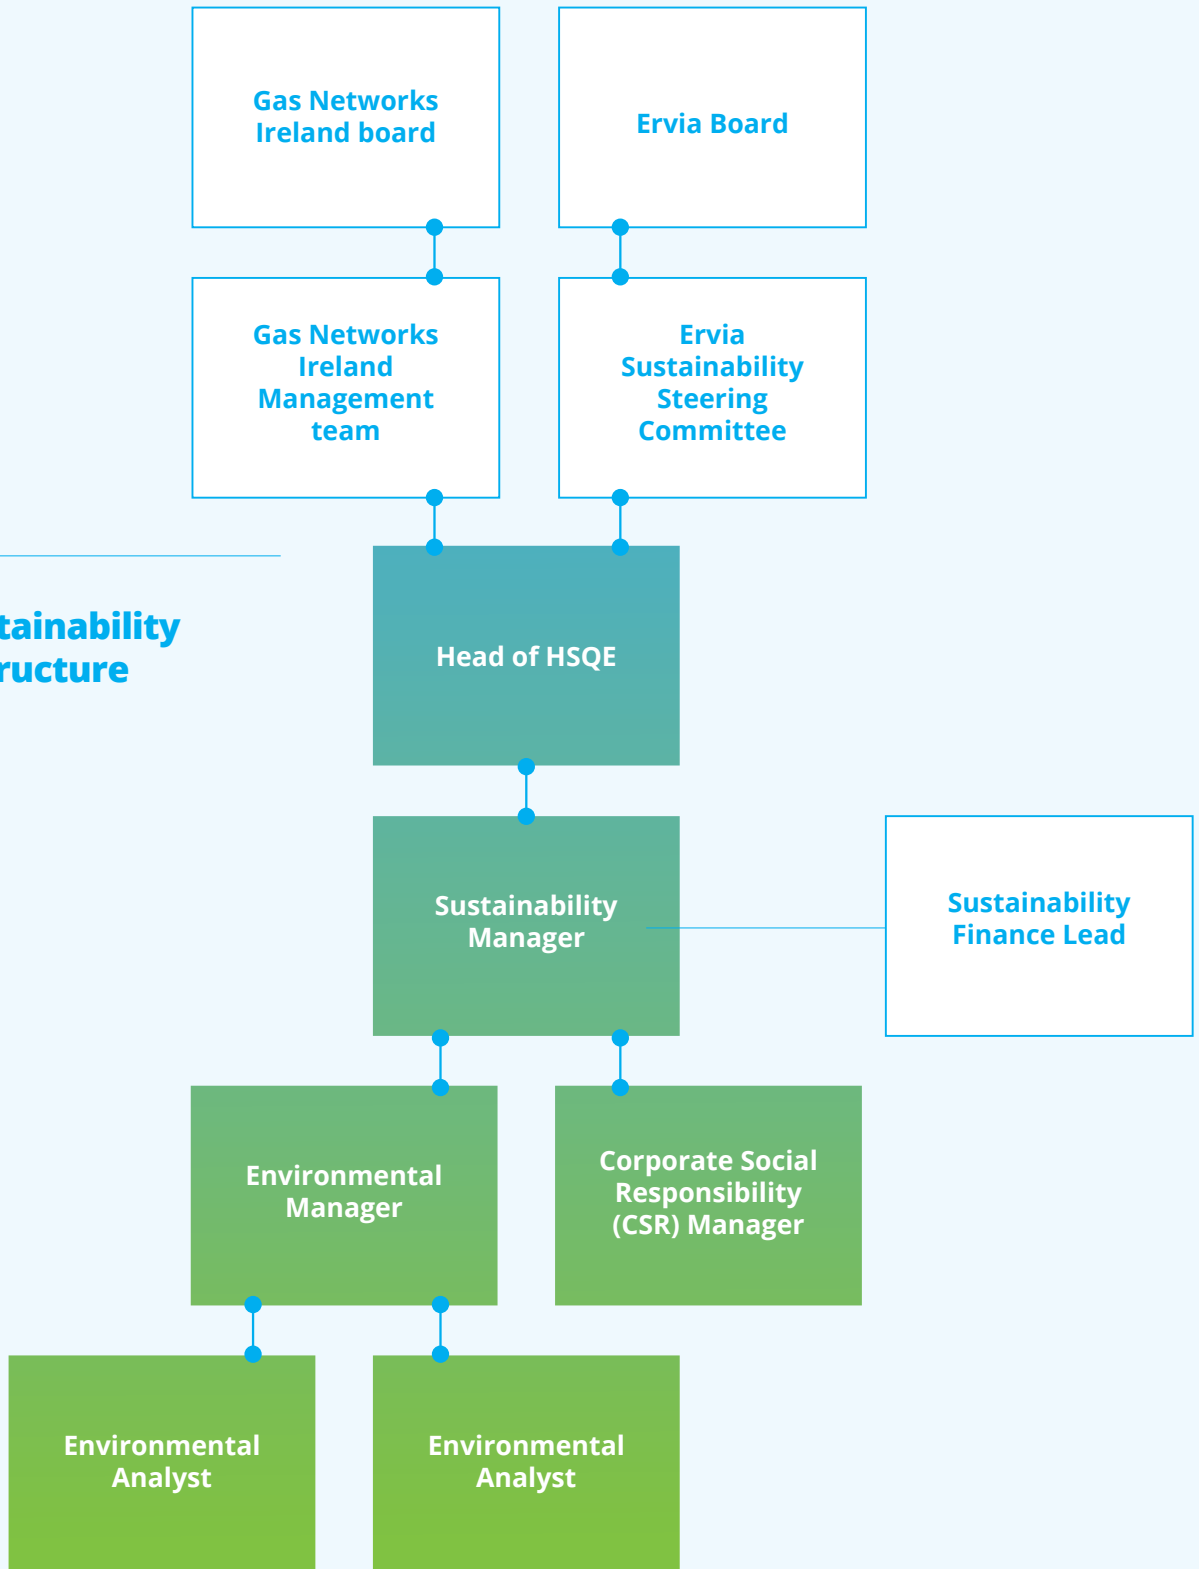 Gas Networks
Ireland board
Ervia Board
Gas Networks
Ireland
Management
team
Ervia
Sustainability
Steering
Committee
tainability
ructure
Head of HSQE
Sustainability
Manager
Sustainability
Finance Lead
Environmental
Manager
Corporate Social
Responsibility
(CSR) Manager
Environmental
Analyst
Environmental
Analyst